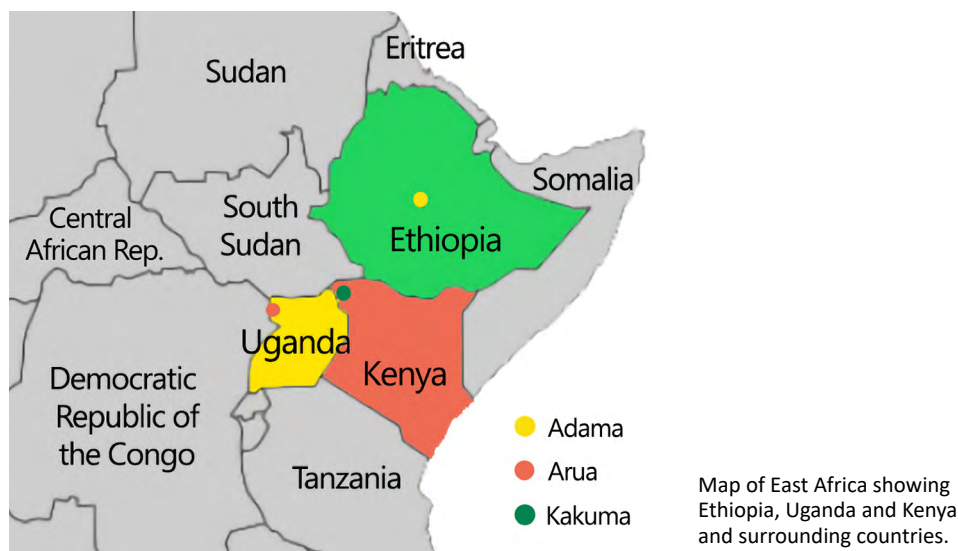 Eritrea
Sudan
Somalia
South
Sudan
Central
African Rep.
Ethiopia
Uganda
Kenya
Democratic
Republic of
the Congo
Tanzania
Adama
Arua
Kakuma
Map of East Africa showing
Ethiopia, Uganda and Kenya
and surrounding countries.